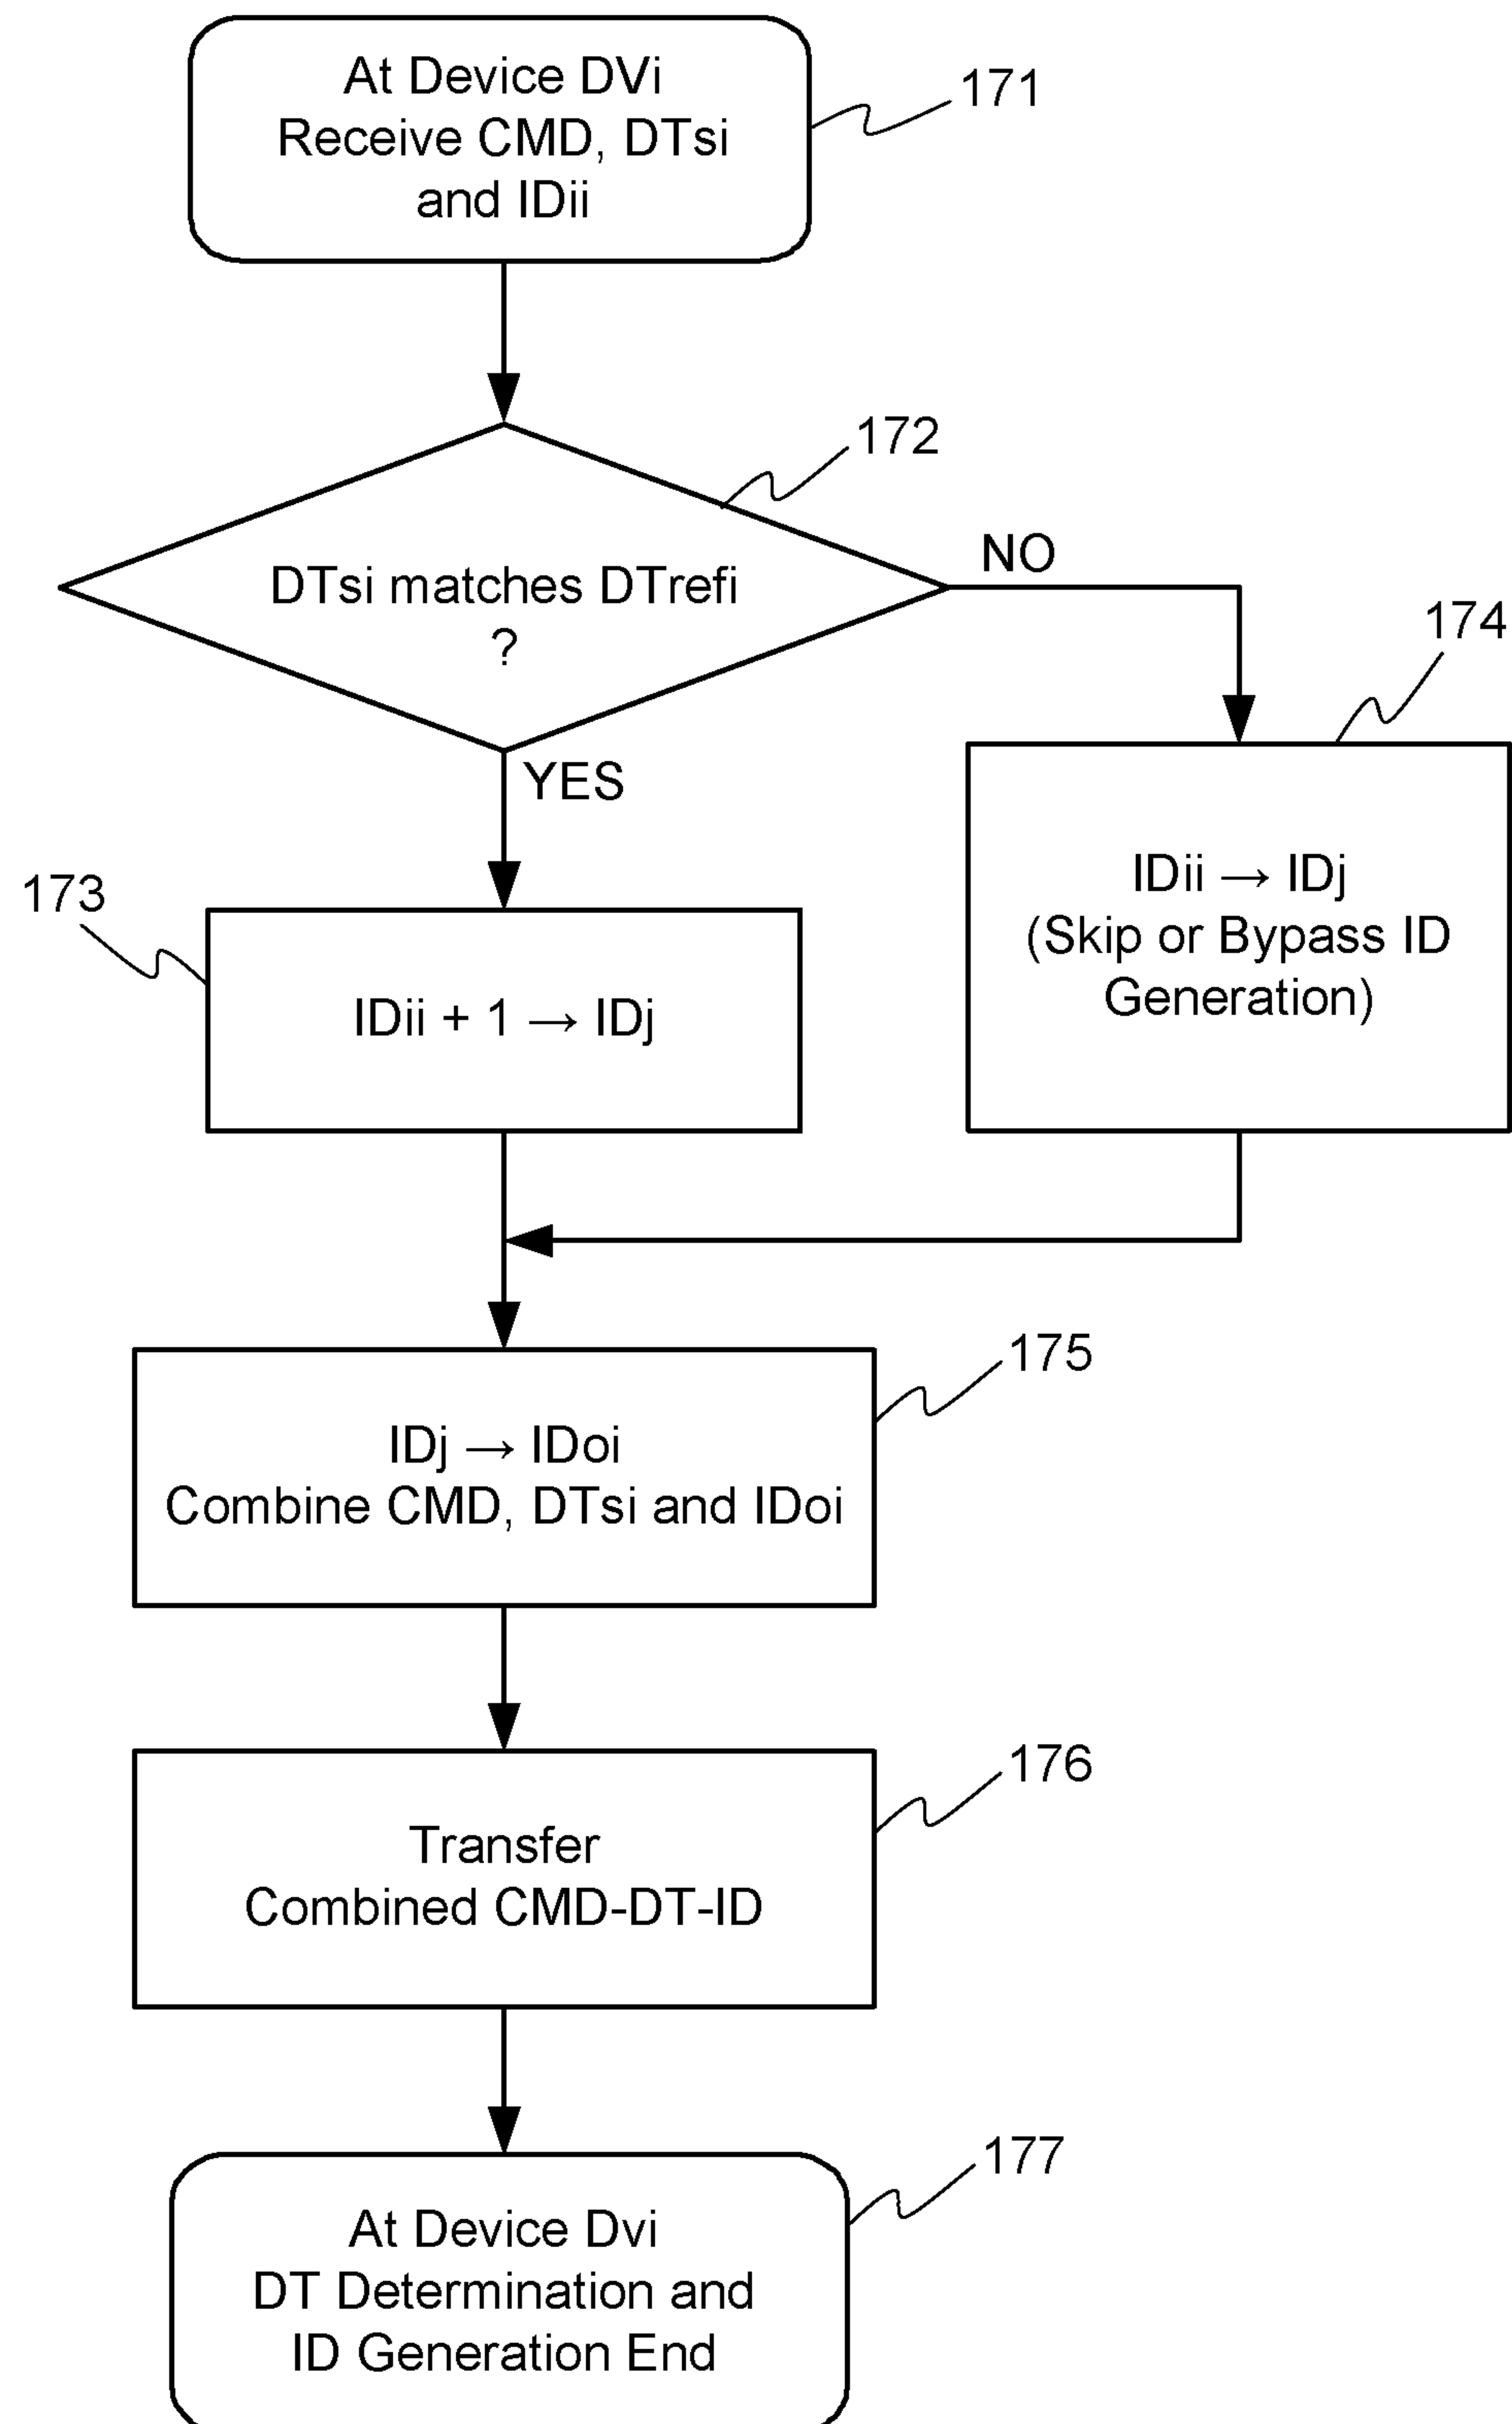 At Device DVi
Receive CMD, DTsi
and IDii
171
172
DTsi matches DTrefi
?
NO
YES
174
173
IDii + 1 → IDj
IDii → IDj
(Skip or Bypass ID
Generation)
175
IDj → IDoi
Combine CMD, DTsi and IDoi
176
Transfer
Combined CMD-DT-ID
177
At Device Dvi
DT Determination and
ID Generation End